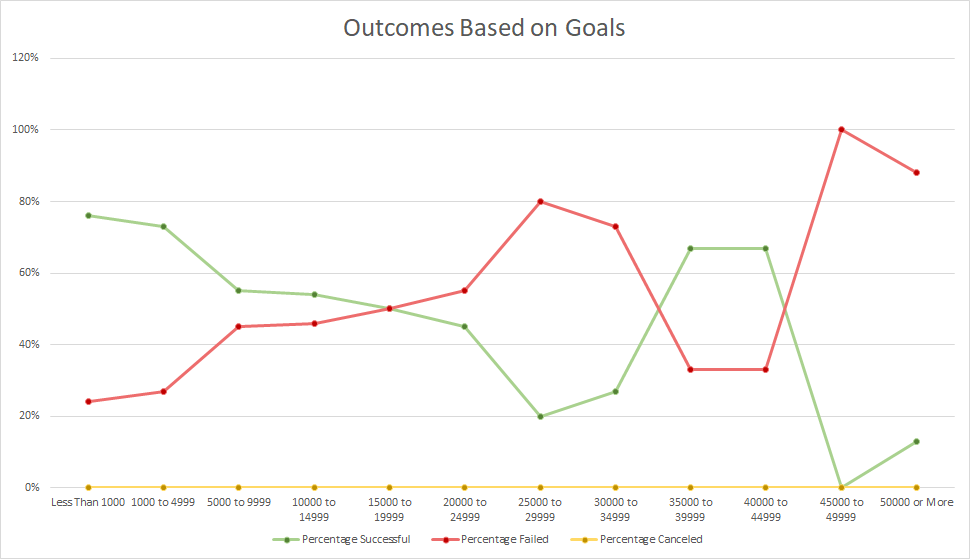 Outcomes Based on Goals
120%
100%
80%
60%
40%
20%
0%
Less Than 1000
1000 to 4999
5000 to 9999
10000 to
14999
15000 to
19999
20000 to
24999
25000 to
29999
30000 to
34999
35000 to
39999
40000 to
44999
45000 to
49999
50000 or More
Percentage Successful
Percentage Failed
Percentage Canceled